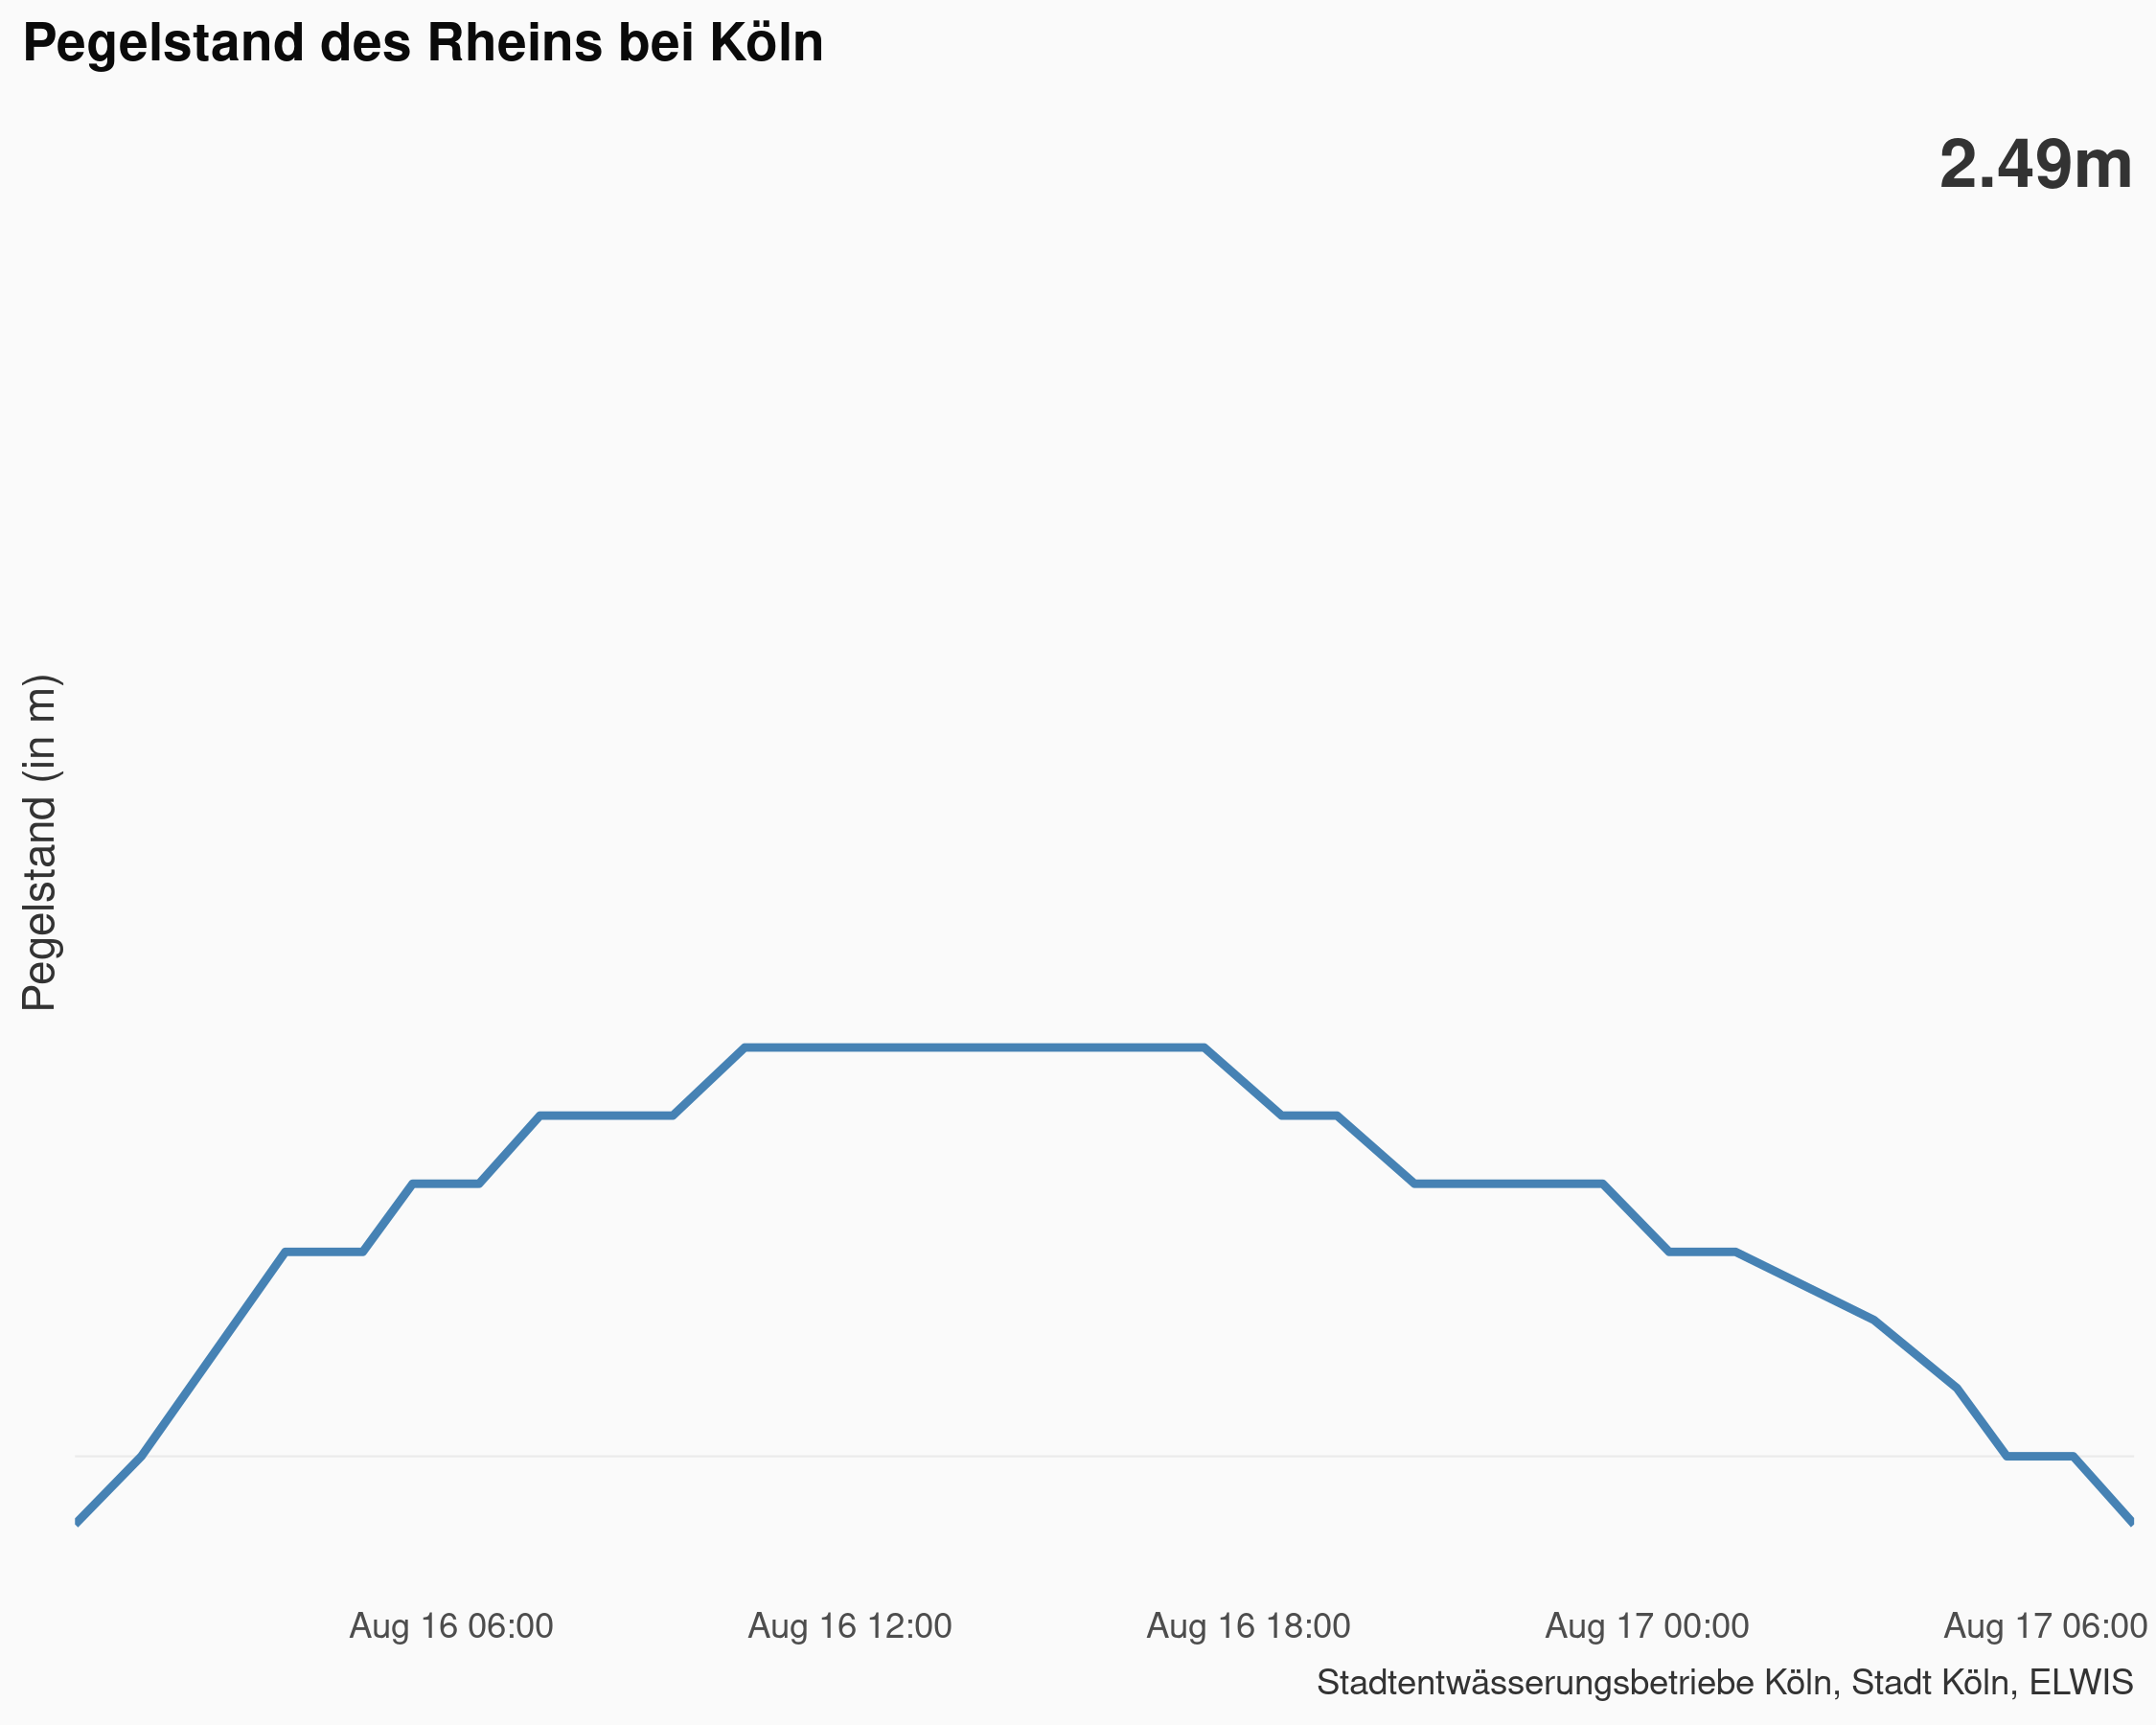 Pegelstand des Rheins bei Köln
2.49m
Pegelstand (in m)
Aug 16 06:00 Aug 16 12:00 Aug 16 18:00 Aug 17 00:00 Aug 17 06:00
Stadtentwässerungsbetriebe Köln, Stadt Köln, ELWIS